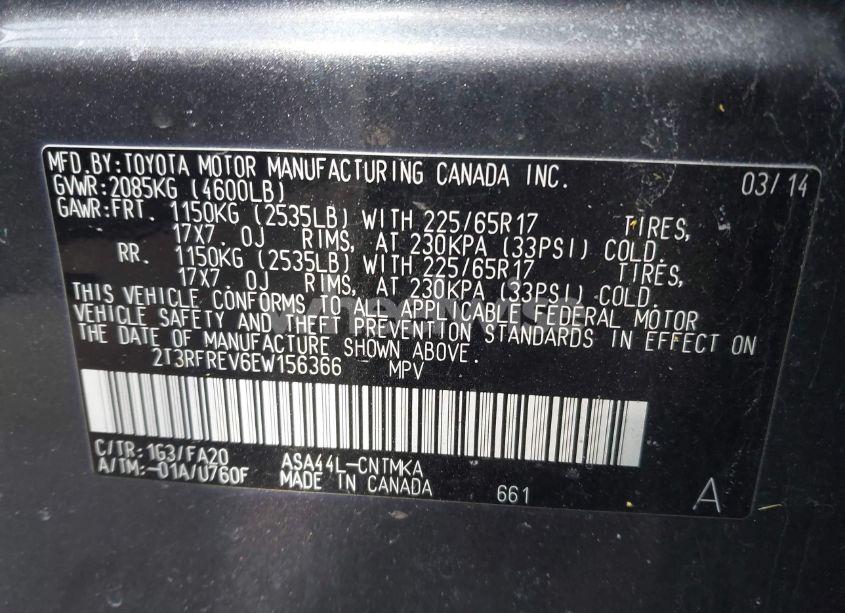 MFD.BY:TOYOTA MOTOR MANUFACTURING CANADA INC. 03/14
GVWR:2085KG (4600LB)
GAWR:FRT. 1150KG (2535LB) WITH 225/65R17 TIRES,
17X7.0J RIMS, AT 230KPA (33PSI) COLD.
RR. 1150KG (2535LB) WITH 225/65R17 TIRES,
17X7.0J RIMS, AT 230KPA (33PSI) COLD.
THIS VEHICLE CONFORMS TO ALL APPLICABLE FEDERAL MOTOR
VEHICLE SAFETY AND THEFT PREVENTION STANDARDS IN EFFECT ON
THE DATE OF MANUFACTURE SHOWN ABOVE.
2T3RFREV6EW156366 MPV
C/TR:1G3/FA20 ASA44L-CNTMKA
A/TM:-01A/U760F MADE IN CANADA 661 A